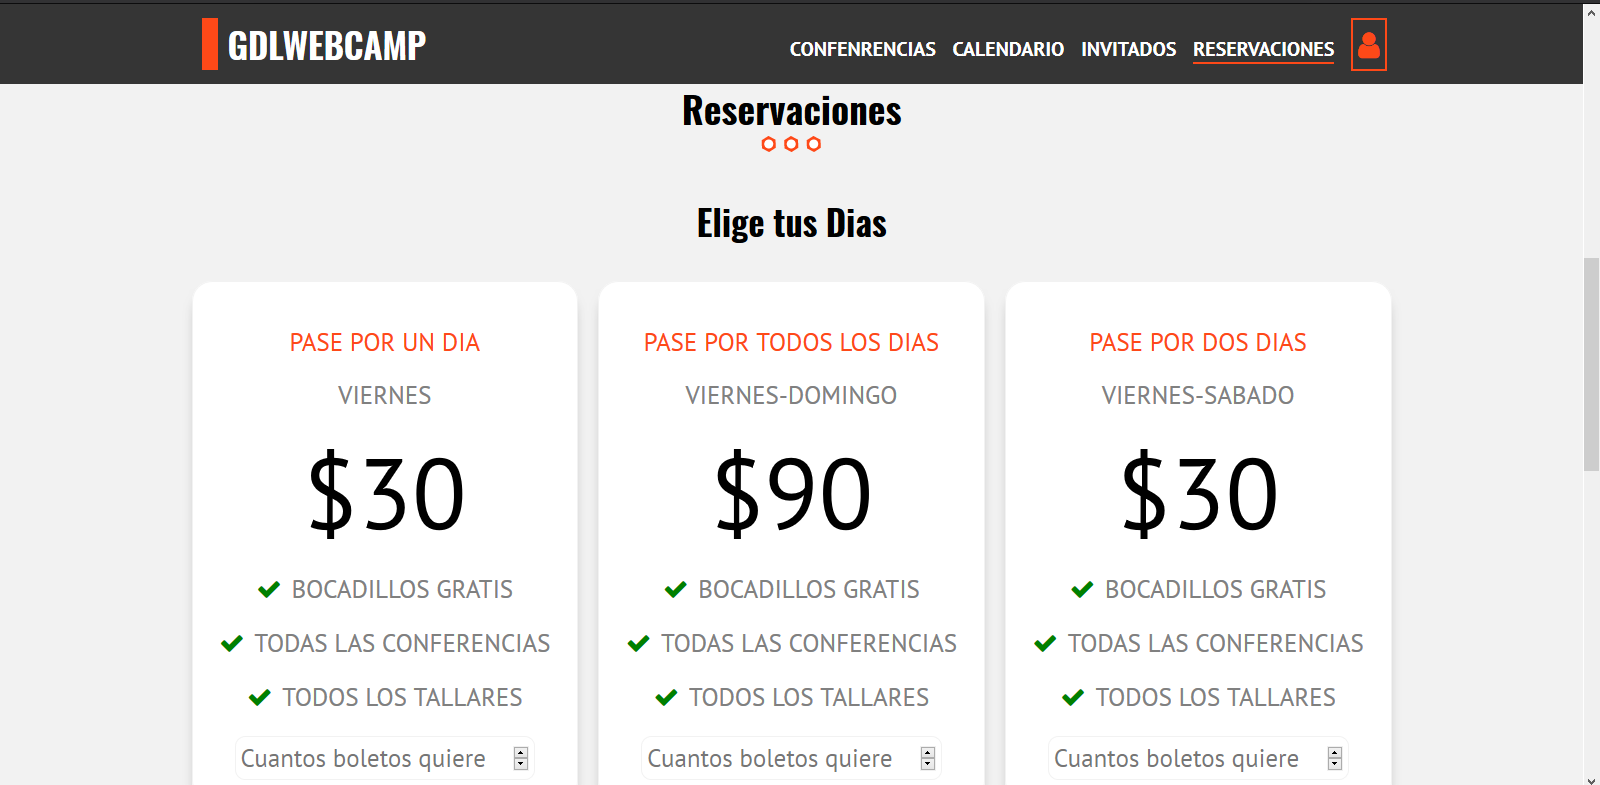 GDLWEBCAMP
CONFENRENCIAS CALENDARIO INVITADOS RESERVACIONES
Reservaciones
Elige tus Dias
PASE POR UN DIA
VIERNES
$30
BOCADILLOS GRATIS
TODAS LAS CONFERENCIAS
TODOS LOS TALLARES
Cuantos boletos quiere
PASE POR TODOS LOS DIAS
VIERNES-DOMINGO
$90
BOCADILLOS GRATIS
TODAS LAS CONFERENCIAS
TODOS LOS TALLARES
Cuantos boletos quiere
PASE POR DOS DIAS
VIERNES-SABADO
$30
BOCADILLOS GRATIS
TODAS LAS CONFERENCIAS
TODOS LOS TALLARES
Cuantos boletos quiere